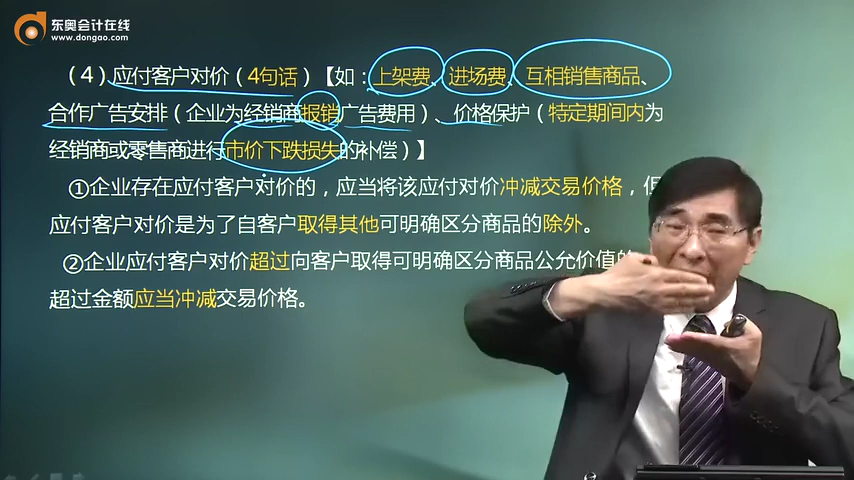 东奥会计在线
www.dongao.com
（4）应付客户对价（4句话）【如：上架费、进场费、互相销售商品、
合作广告安排（企业为经销商报销广告费用）、价格保护（特定期间内为
经销商或零售商进行市价下跌损失的补偿）】
①企业存在应付客户对价的，应当将该应付对价冲减交易价格，但
应付客户对价是为了自客户取得其他可明确区分商品的除外。
②企业应付客户对价超过向客户取得可明确区分商品公允价值的
超过金额应当冲减交易价格。